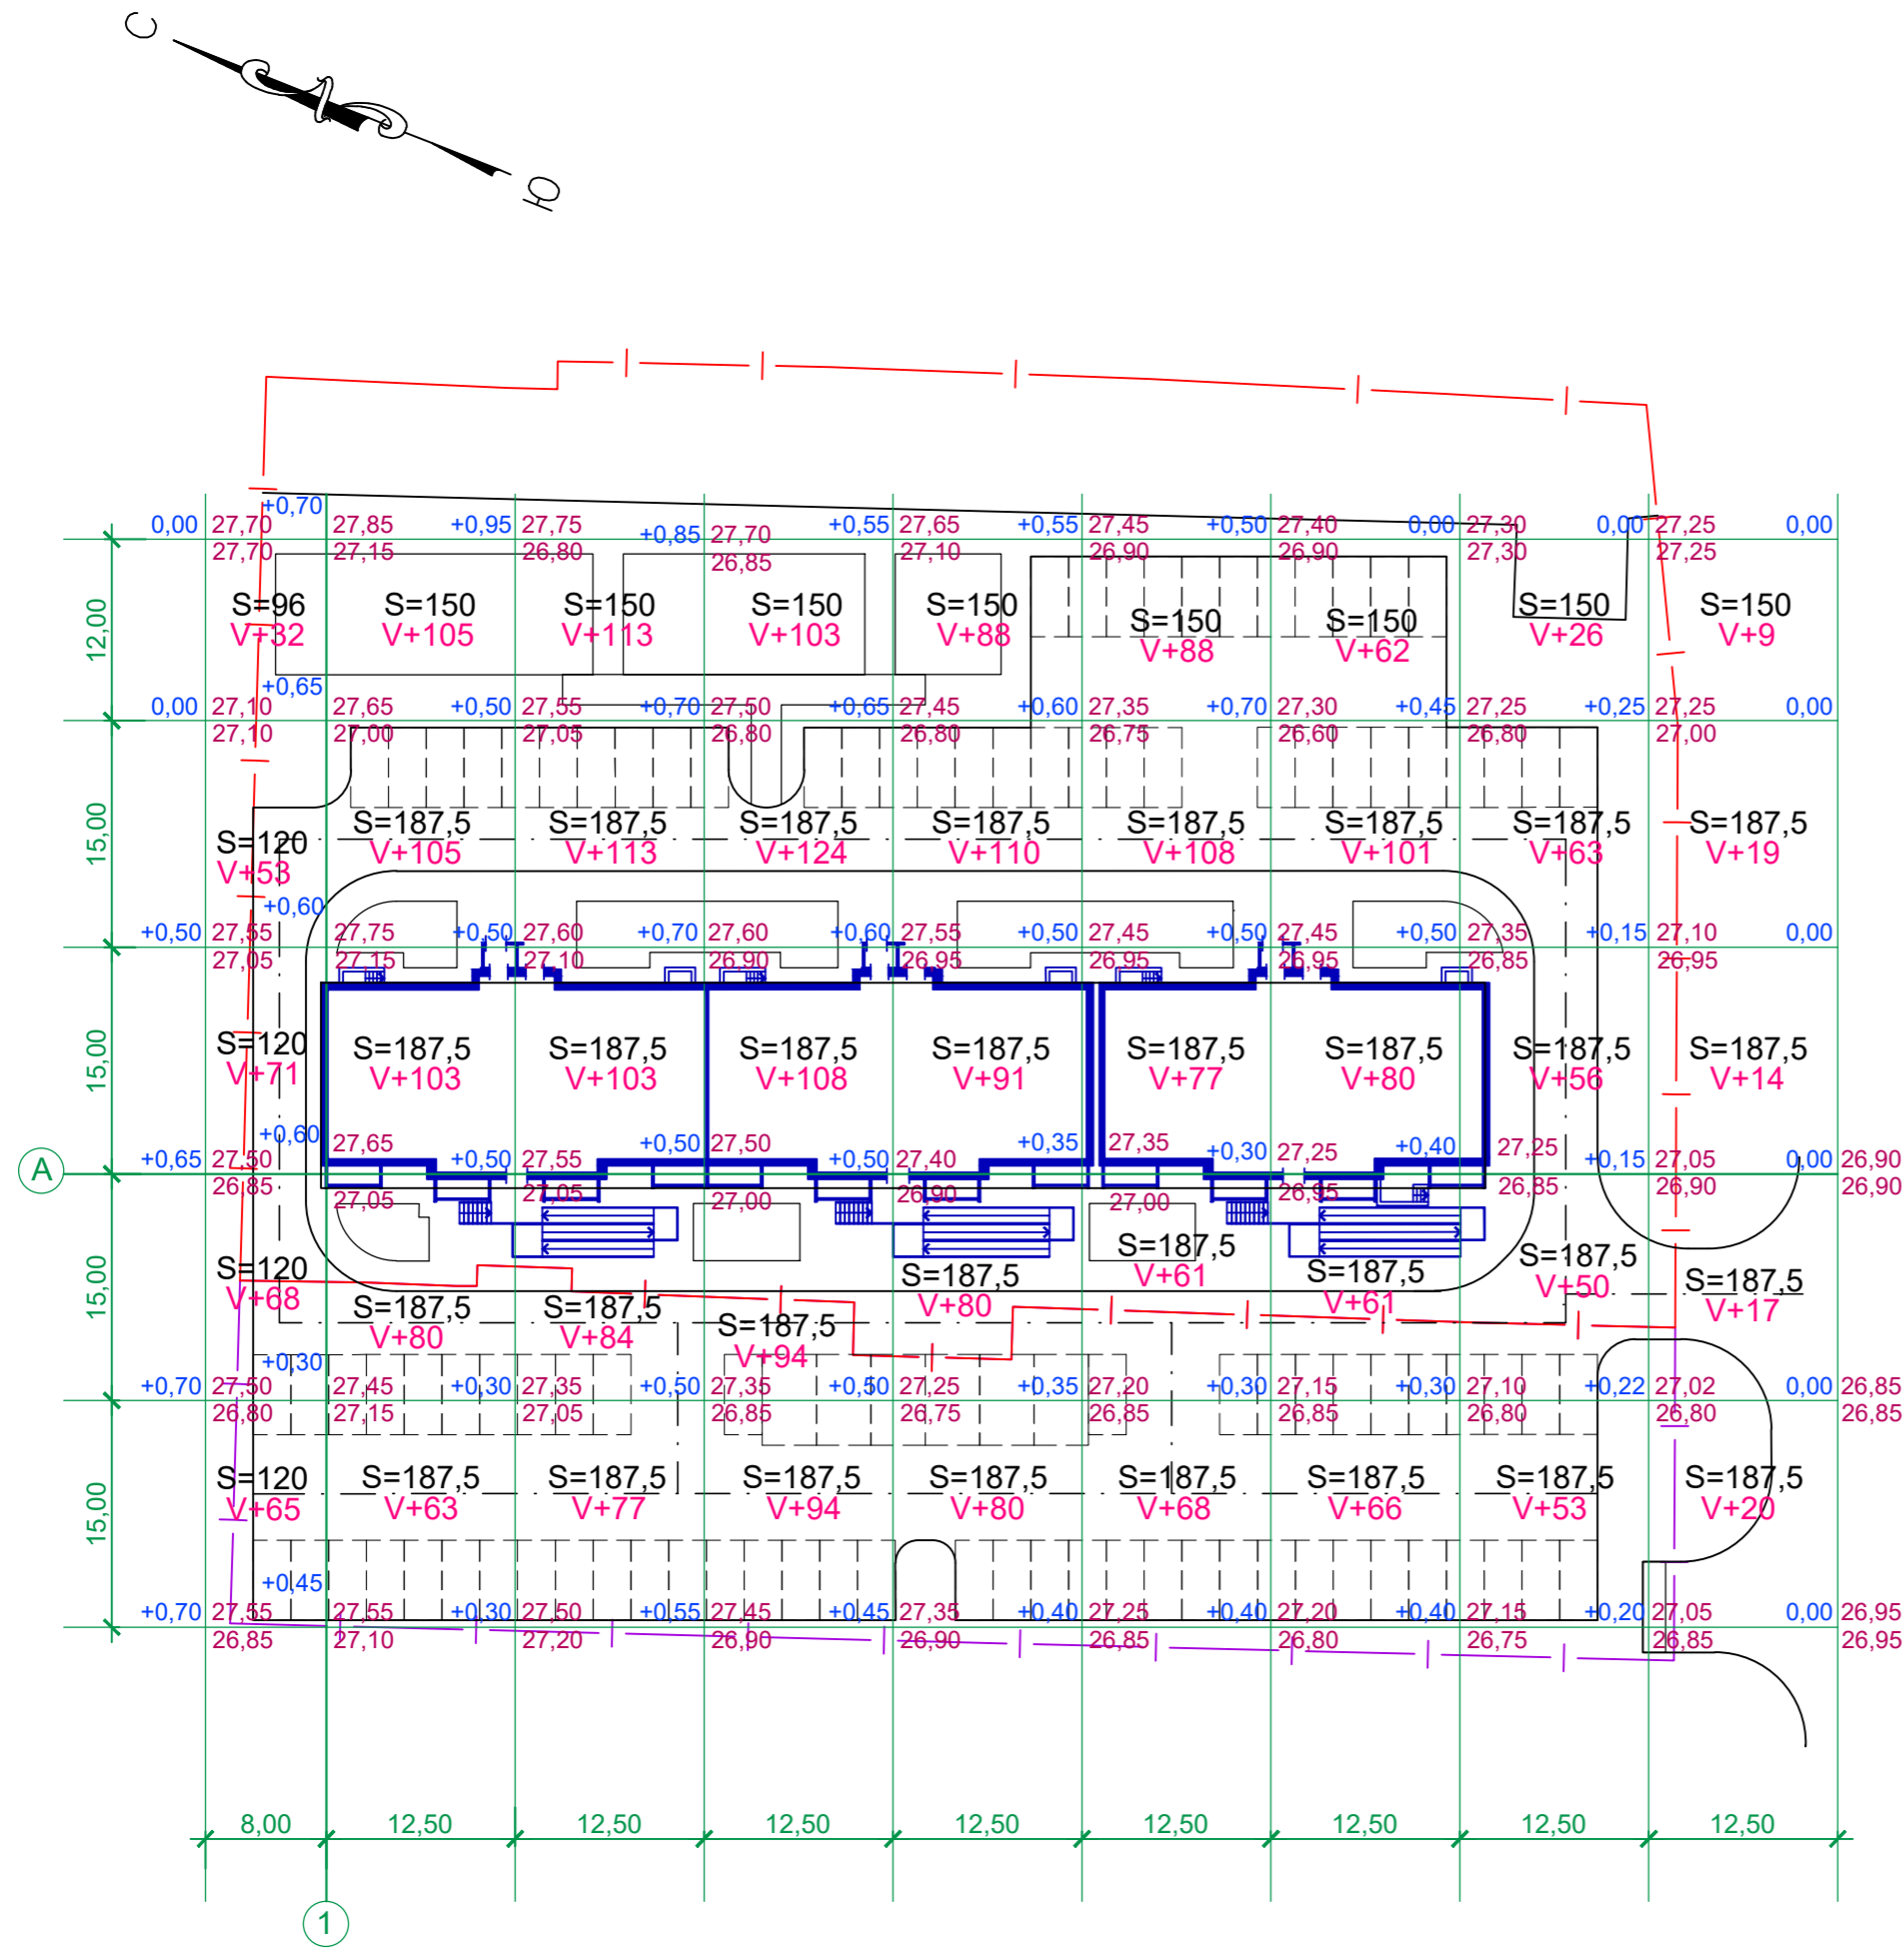 С
Ю
+0,70
0,00 27,70 27,85 +0,95 27,75 +0,85 27,70 +0,55 27,65 +0,55 27,45 +0,50 27,40 0,00 27,30 0,00 27,25 0,00
27,70 27,15 26,80 26,85 27,10 26,90 26,90 27,30 27,25
12,00
S=96 S=150 S=150 S=150 S=150 S=150 S=150 S=150 S=150
V+32 V+105 V+113 V+103 V+88 V+88 V+62 V+26 V+9
+0,65
0,00 27,10 27,65 +0,50 27,55 +0,70 27,50 +0,65 27,45 +0,60 27,35 +0,70 27,30 +0,45 27,25 +0,25 27,25 0,00
27,10 27,00 27,05 26,80 26,80 26,75 26,60 26,80 27,00
15,00
S=120 S=187,5 S=187,5 S=187,5 S=187,5 S=187,5 S=187,5 S=187,5 S=187,5
V+53 V+105 V+113 V+124 V+110 V+108 V+101 V+63 V+19
+0,60
+0,50 27,55 27,75 +0,50 27,60 +0,70 27,60 +0,60 27,55 +0,50 27,45 +0,50 27,45 +0,50 27,35 +0,15 27,10 0,00
27,05 27,15 27,10 26,90 26,95 26,95 26,95 26,85 26,95
15,00
S=120 S=187,5 S=187,5 S=187,5 S=187,5 S=187,5 S=187,5 S=187,5 S=187,5
V+71 V+103 V+103 V+108 V+91 V+77 V+80 V+56 V+14
+0,60
А
+0,65 27,50 27,65 +0,50 27,55 +0,50 27,50 +0,50 27,40 +0,35 27,35 +0,30 27,25 +0,40 27,25 +0,15 27,05 0,00 26,90
26,85 27,05 27,05 27,00 26,90 27,00 26,95 26,85 26,90 26,90
15,00
S=120 S=187,5 S=187,5 S=187,5 S=187,5 S=187,5 S=187,5 S=187,5 S=187,5
V+68 V+80 V+84 V+94 V+80 V+61 V+61 V+50 V+17
+0,30
+0,70 27,50 27,45 +0,30 27,35 +0,50 27,35 +0,50 27,25 +0,35 27,20 +0,30 27,15 +0,30 27,10 +0,22 27,02 0,00 26,85
26,80 27,15 27,05 26,85 26,75 26,85 26,85 26,80 26,80 26,85
15,00
S=120 S=187,5 S=187,5 S=187,5 S=187,5 S=187,5 S=187,5 S=187,5 S=187,5
V+65 V+63 V+77 V+94 V+80 V+68 V+66 V+53 V+20
+0,45
+0,70 27,55 27,55 +0,30 27,50 +0,55 27,45 +0,45 27,35 +0,40 27,25 +0,40 27,20 +0,40 27,15 +0,20 27,05 0,00 26,95
26,85 27,10 27,20 26,90 26,90 26,85 26,80 26,75 26,85 26,95
8,00 12,50 12,50 12,50 12,50 12,50 12,50 12,50 12,50
1